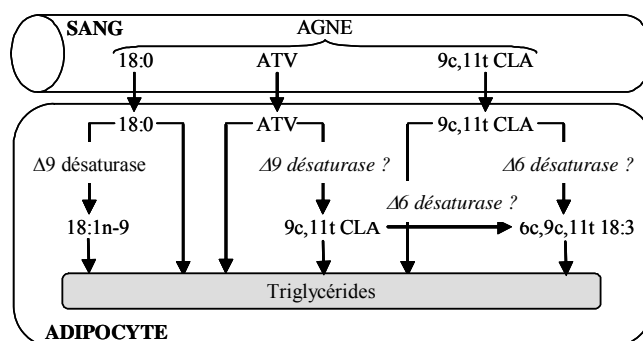 SANG AGNE
18:0 ATV 9c,11t CLA
18:0 ATV 9c,11t CLA
Δ9 désaturase Δ9 désaturase ? Δ6 désaturase ?
Δ6 désaturase ?
18:1n-9 9c,11t CLA 6c,9c,11t 18:3
Triglycérides
ADIPOCYTE